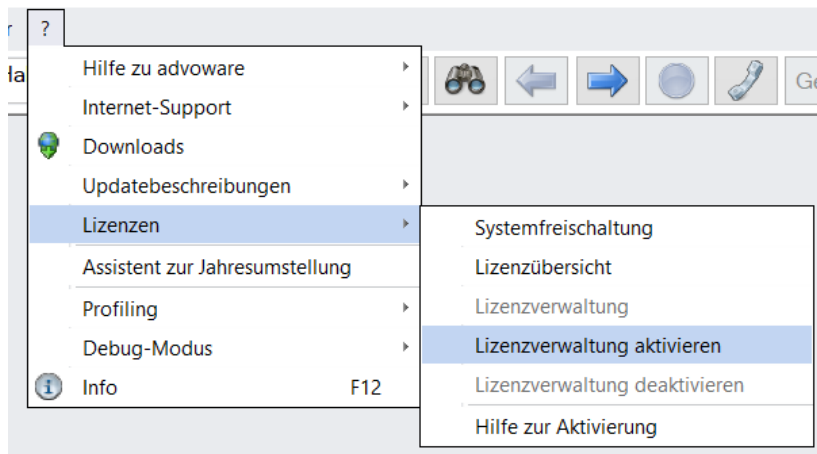 ?
Hilfe zu advoware
Internet-Support
Downloads
Updatebeschreibungen
Lizenzen
Assistent zur Jahresumstellung
Profiling
Debug-Modus
Info F12
Systemfreischaltung
Lizenzübersicht
Lizenzverwaltung
Lizenzverwaltung aktivieren
Lizenzverwaltung deaktivieren
Hilfe zur Aktivierung